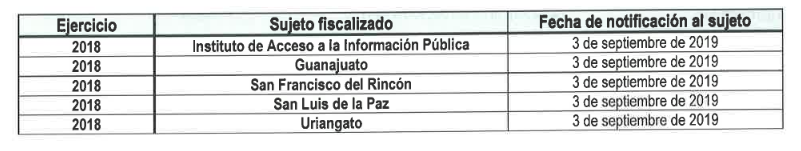 Ejercicio Sujeto fiscalizado Fecha de notificación al sujeto
2018 Instituto de Acceso a la Información Pública 3 de septiembre de 2019
2018 Guanajuato 3 de septiembre de 2019
2018 San Francisco del Rincón 3 de septiembre de 2019
2018 San Luis de la Paz 3 de septiembre de 2019
2018 Uriangato 3 de septiembre de 2019